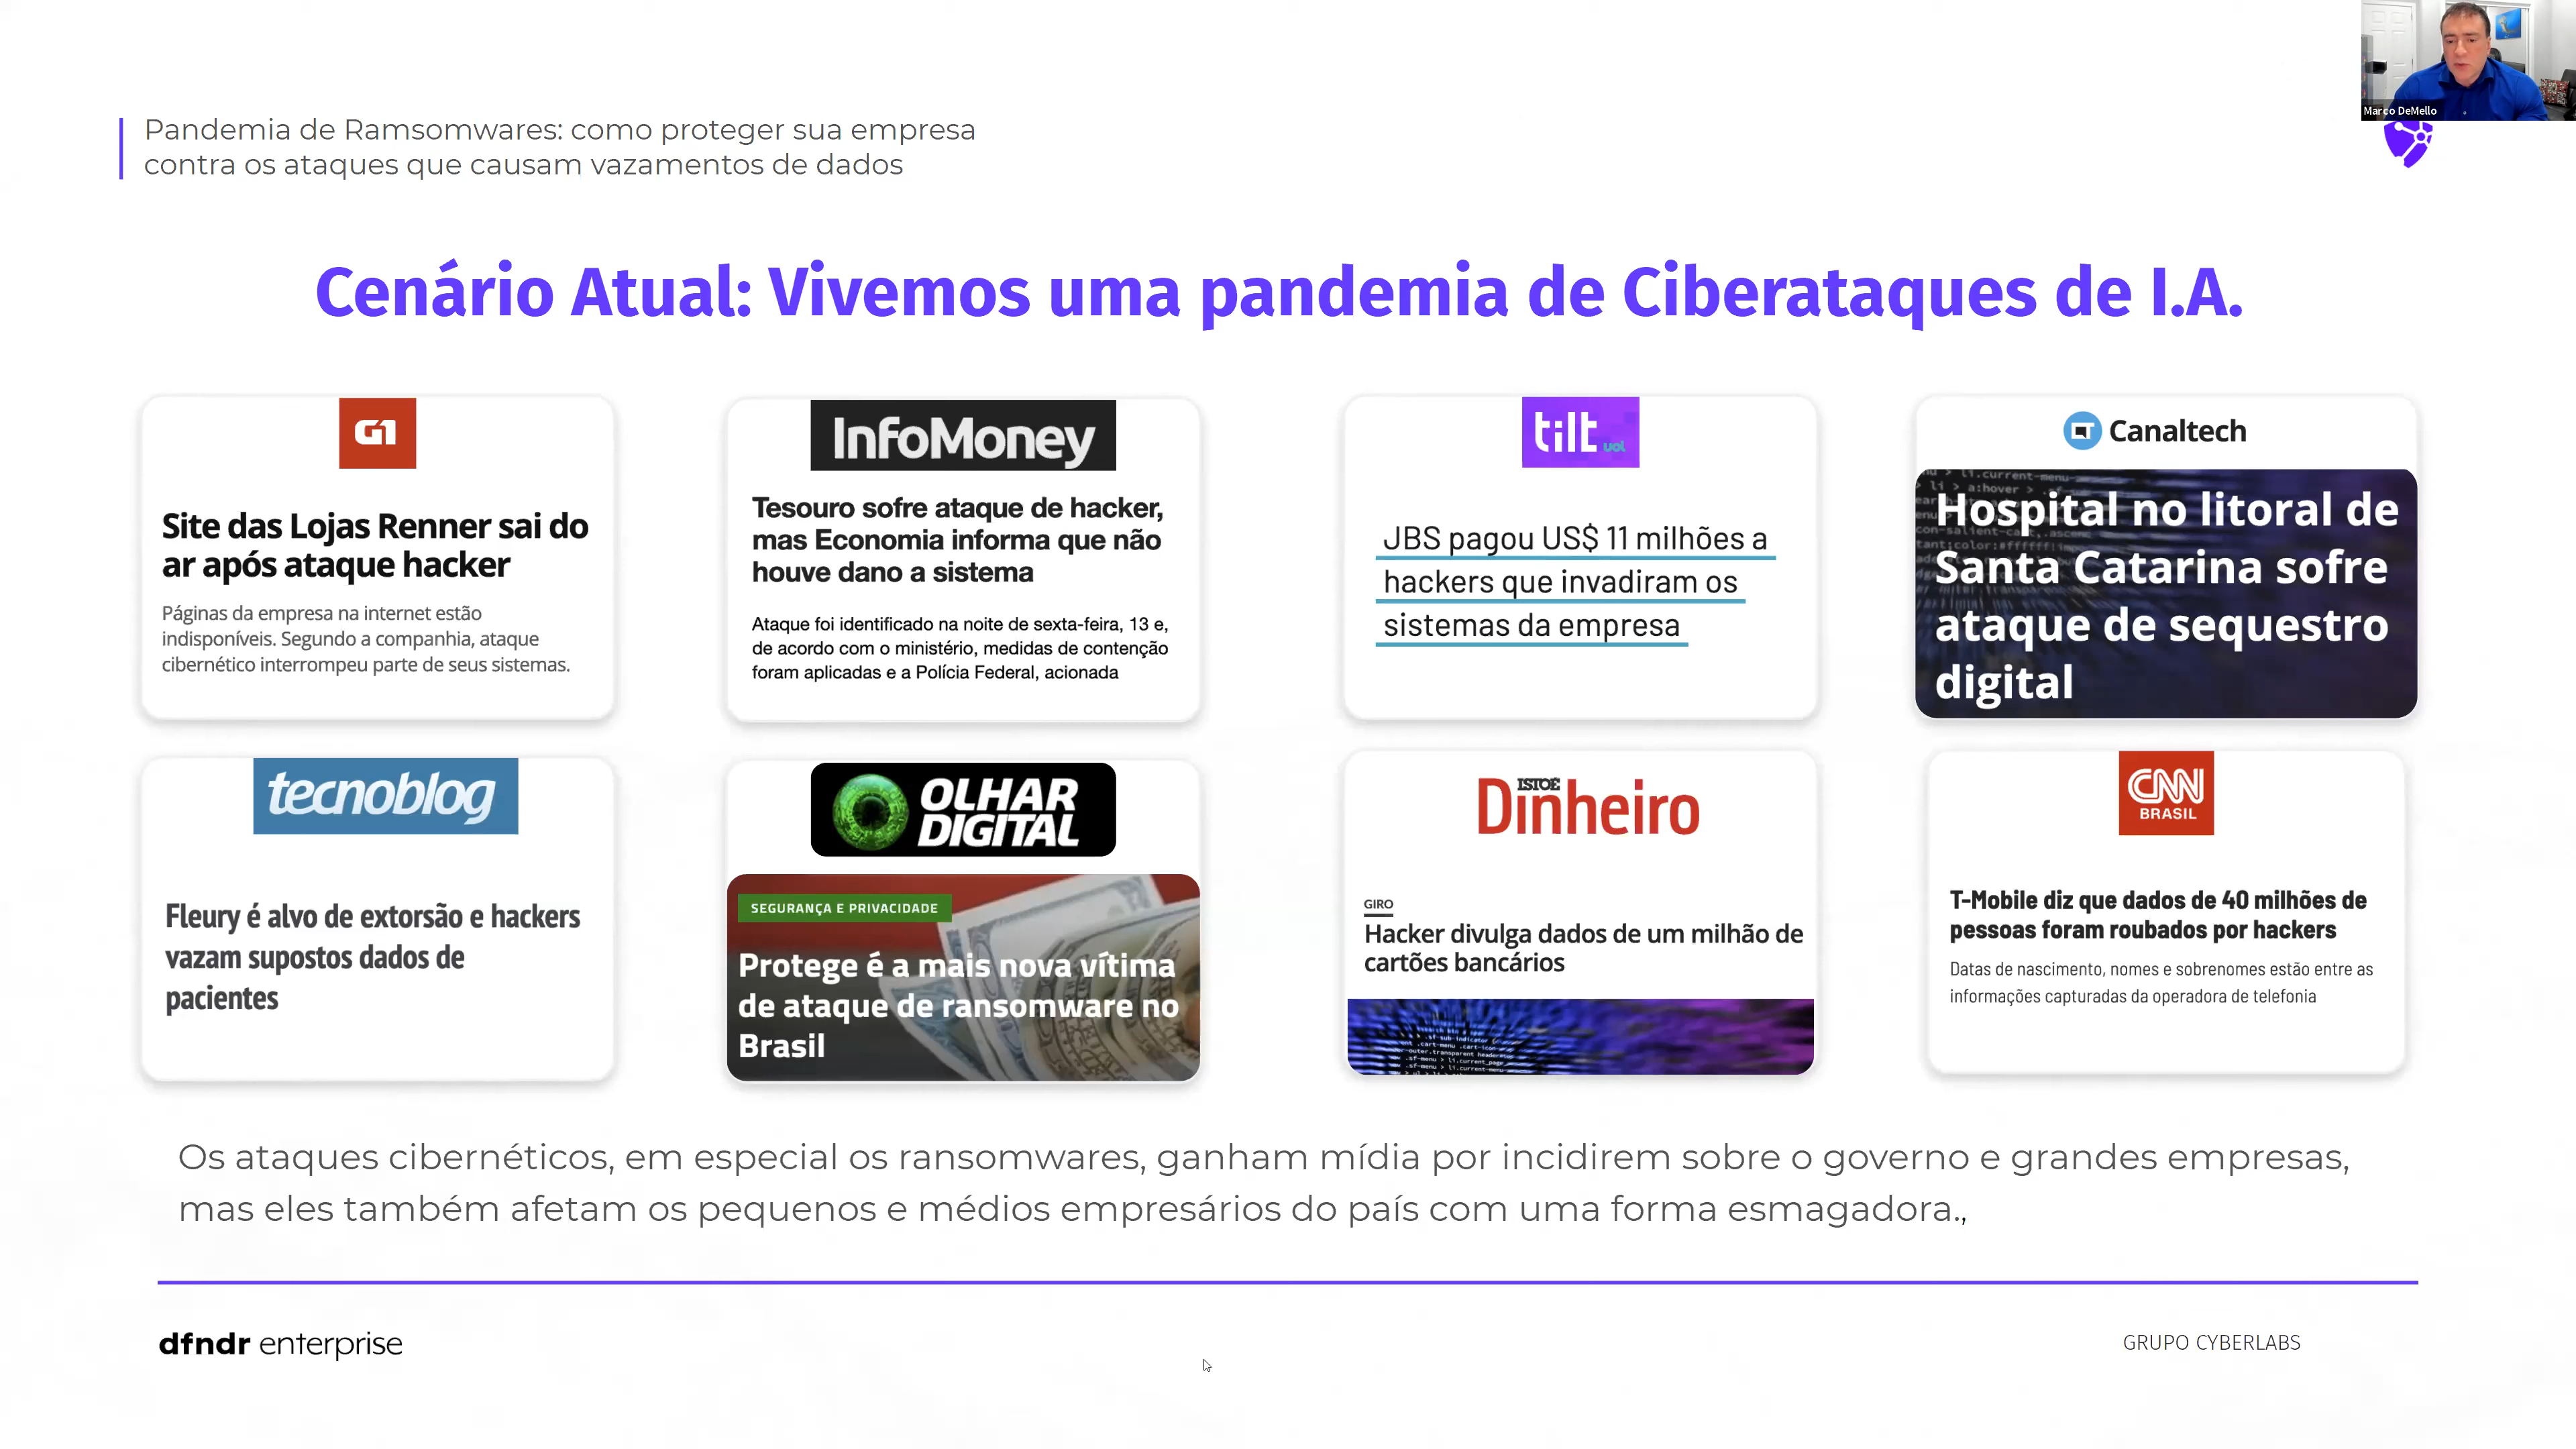 Marco DeMello
Pandemia de Ramsomwares: como proteger sua empresa
contra os ataques que causam vazamentos de dados
Cenário Atual: Vivemos uma pandemia de Ciberataques de I.A.
G1
Site das Lojas Renner sai do
ar após ataque hacker
Páginas da empresa na internet estão
indisponíveis. Segundo a companhia, ataque
cibernético interrompeu parte de seus sistemas.
InfoMoney
Tesouro sofre ataque de hacker,
mas Economia informa que não
houve dano a sistema
Ataque foi identificado na noite de sexta-feira, 13 e,
de acordo com o ministério, medidas de contenção
foram aplicadas e a Polícia Federal, acionada
tilt uol
JBS pagou US$ 11 milhões a
hackers que invadiram os
sistemas da empresa
Canaltech
Hospital no litoral de
Santa Catarina sofre
ataque de sequestro
digital
tecnoblog
Fleury é alvo de extorsão e hackers
vazam supostos dados de
pacientes
OLHAR
DIGITAL
SEGURANÇA E PRIVACIDADE
Protege é a mais nova vítima
de ataque de ransomware no
Brasil
ISTOÉ
Dinheiro
GIRO
Hacker divulga dados de um milhão de
cartões bancários
CNN
BRASIL
T-Mobile diz que dados de 40 milhões de
pessoas foram roubados por hackers
Datas de nascimento, nomes e sobrenomes estão entre as
informações capturadas da operadora de telefonia
Os ataques cibernéticos, em especial os ransomwares, ganham mídia por incidirem sobre o governo e grandes empresas,
mas eles também afetam os pequenos e médios empresários do país com uma forma esmagadora.,
dfndr enterprise
GRUPO CYBERLABS